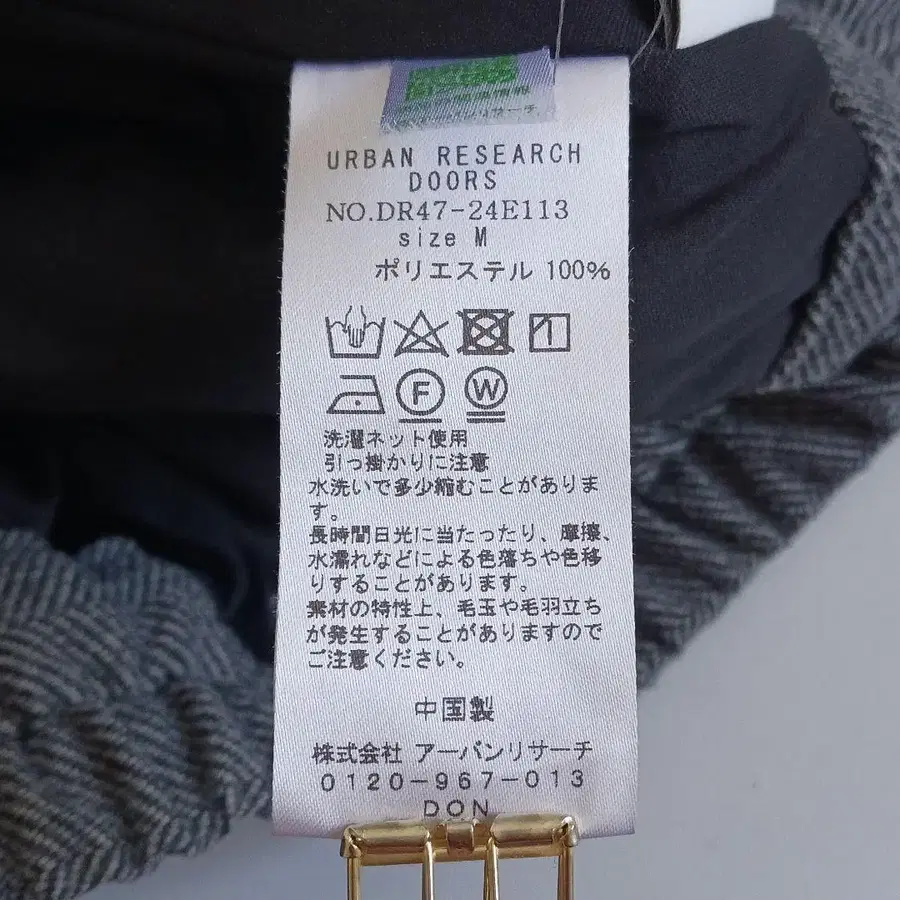 リサーチ
URBAN RESEARCH
DOORS
NO.DR47-24E113
size M
ポリエステル 100%
F W
洗濯ネット使用
引っ掛かりに注意
水洗いで多少縮むことがありま
す。
長時間日光に当たったり、摩擦、
水濡れなどによる色落ちや色移
りすることがあります。
素材の特性上、毛玉や毛羽立ち
が発生することがありますので
ご注意ください。
中国製
株式会社 アーバンリサーチ
0120-967-013
DON